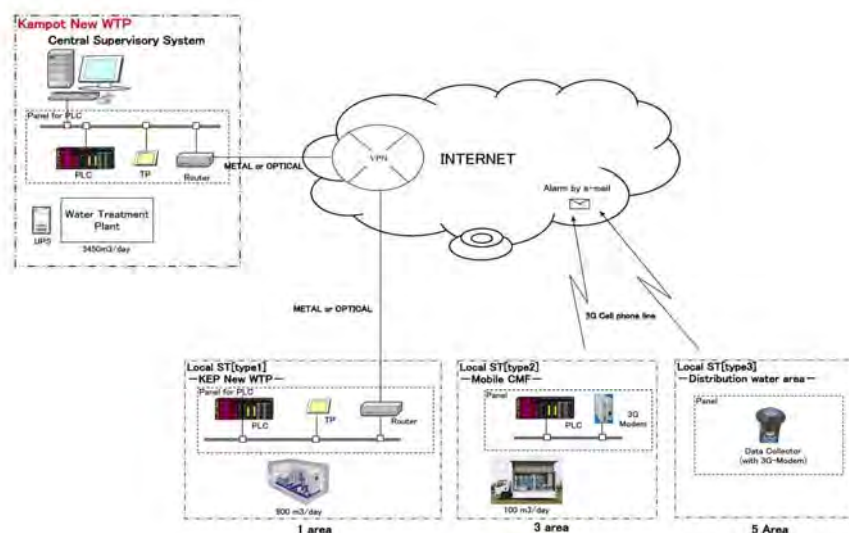 Kampot New WTP
Central Supervisory System
Panel for PLC
PLC
TP
Router
UPS
Water Treatment
Plant
3450m3/day
METAL or OPTICAL
VPN
INTERNET
Alarm by e-mail
METAL or OPTICAL
3G Cell phone line
Local ST[type1]
－KEP New WTP－
Panel for PLC
PLC
TP
Router
900 m3/day
1 area
Local ST[type2]
－Mobile CMF－
Panel
PLC
3G
Modem
100 m3/day
3 area
Local ST[type3]
－Distribution water area－
Panel
Data Collector
(with 3G-Modem)
5 Area